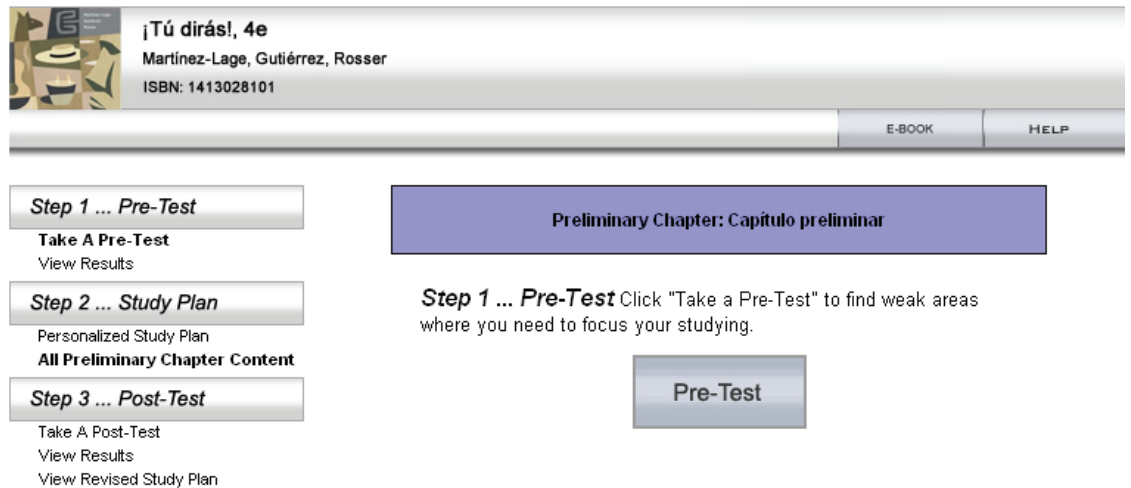 ¡Tú dirás!, 4e
Martínez-Lage, Gutiérrez, Rosser
ISBN: 1413028101
E-BOOK
HELP
Step 1 ... Pre-Test
Take A Pre-Test
View Results
Step 2 ... Study Plan
Personalized Study Plan
All Preliminary Chapter Content
Step 3 ... Post-Test
Take A Post-Test
View Results
View Revised Study Plan
Preliminary Chapter: Capítulo preliminar
Step 1 ... Pre-Test Click "Take a Pre-Test" to find weak areas
where you need to focus your studying.
Pre-Test